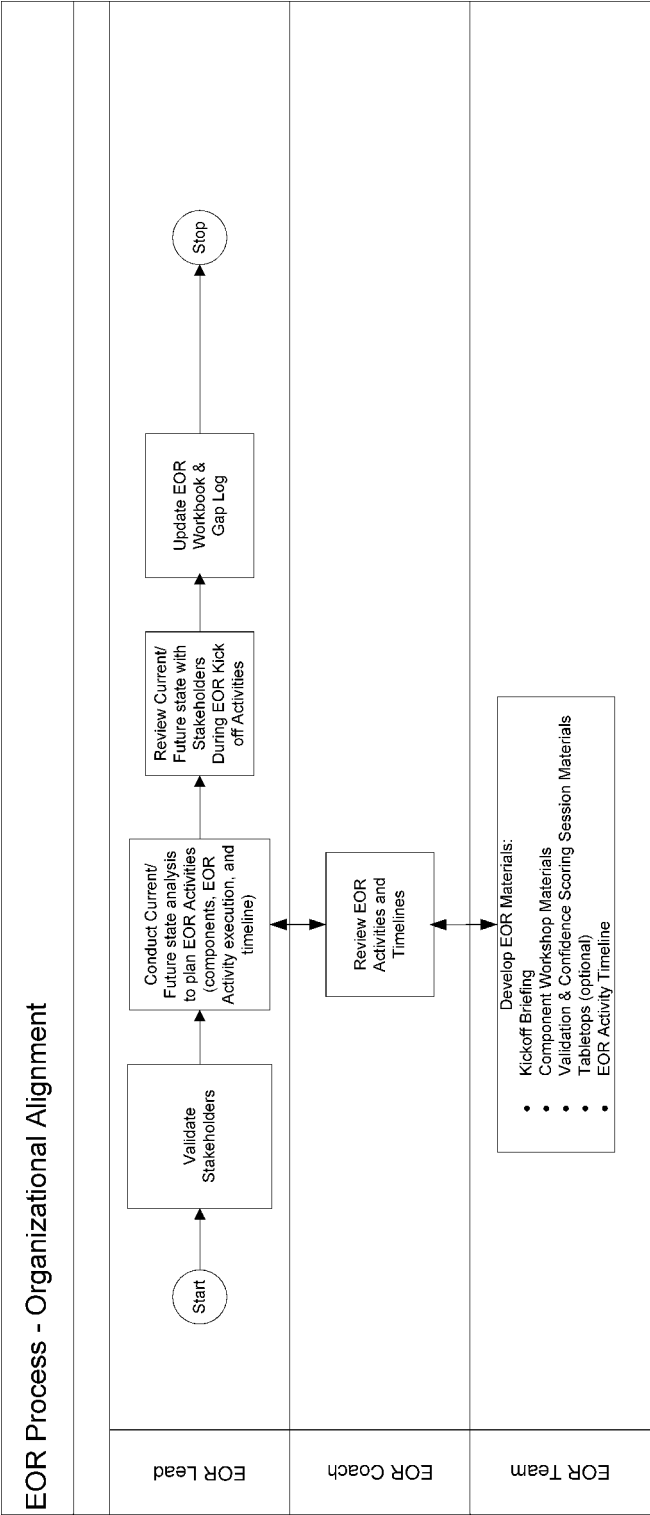 EOR Process - Organizational Alignment
EOR Lead
Start
Validate
Stakeholders
Conduct Current/
Future state analysis
to plan EOR Activities
(components, EOR
Activity execution, and
timeline)
Review Current/
Future state with
Stakeholders
During EOR Kick
off Activities
Update EOR
Workbook &
Gap Log
Stop
EOR Coach
Review EOR
Activities and
Timelines
EOR Team
Develop EOR Materials:
• Kickoff Briefing
• Component Workshop Materials
• Validation & Confidence Scoring Session Materials
• Tabletops (optional)
• EOR Activity Timeline